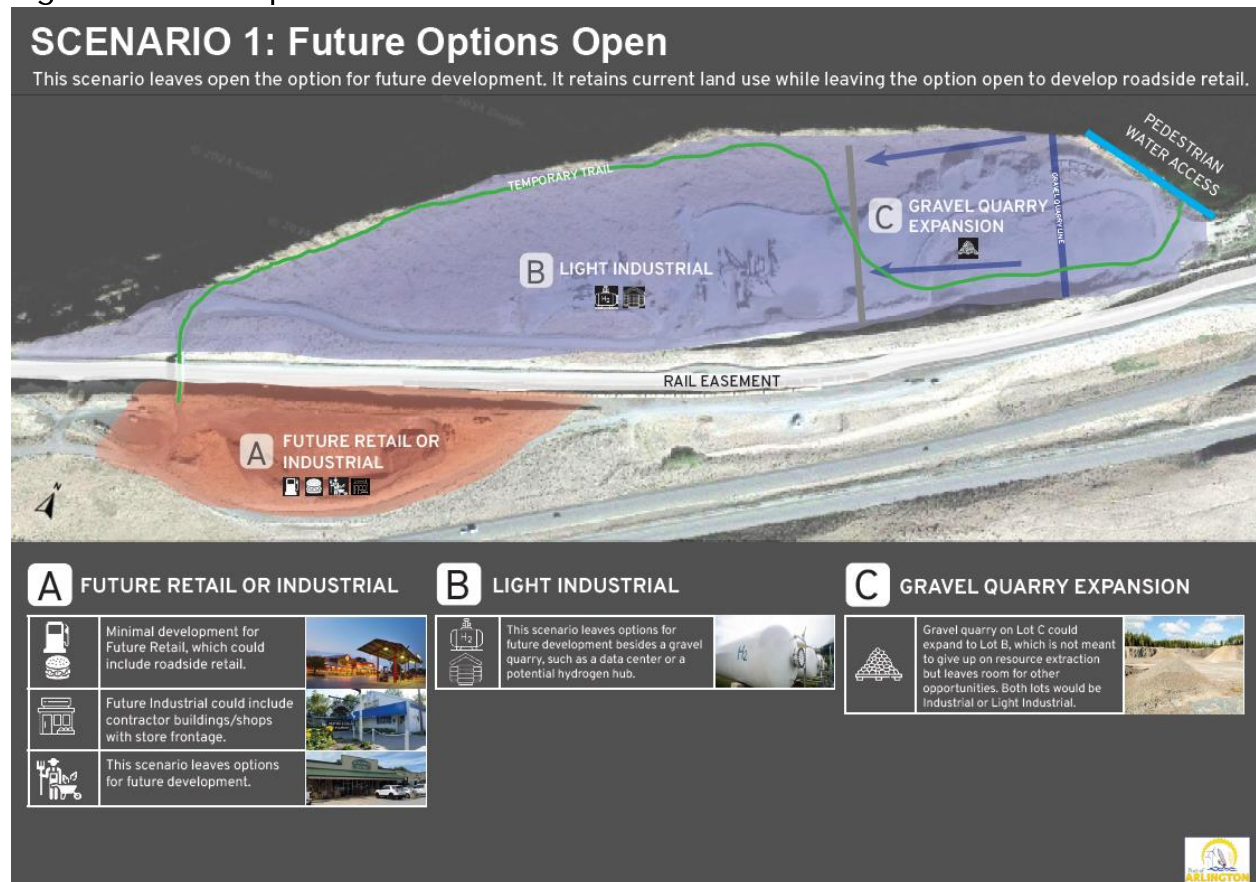 SCENARIO 1: Future Options Open
This scenario leaves open the option for future development. It retains current land use while leaving the option open to develop roadside retail.
PEDESTRIAN
WATER ACCESS
TEMPORARY TRAIL
GRAVEL QUARRY LINE
C GRAVEL QUARRY
EXPANSION
B LIGHT INDUSTRIAL
H2
RAIL EASEMENT
A FUTURE RETAIL OR
INDUSTRIAL
N
A FUTURE RETAIL OR INDUSTRIAL
Minimal development for
Future Retail, which could
include roadside retail.
Future Industrial could include
contractor buildings/shops
with store frontage.
This scenario leaves options
for future development.
B LIGHT INDUSTRIAL
H2
This scenario leaves options for
future development besides a gravel
quarry, such as a data center or a
potential hydrogen hub.
H2
C GRAVEL QUARRY EXPANSION
Gravel quarry on Lot C could
expand to Lot B, which is not meant
to give up on resource extraction
but leaves room for other
opportunities. Both lots would be
Industrial or Light Industrial.
Port of
ARLINGTON